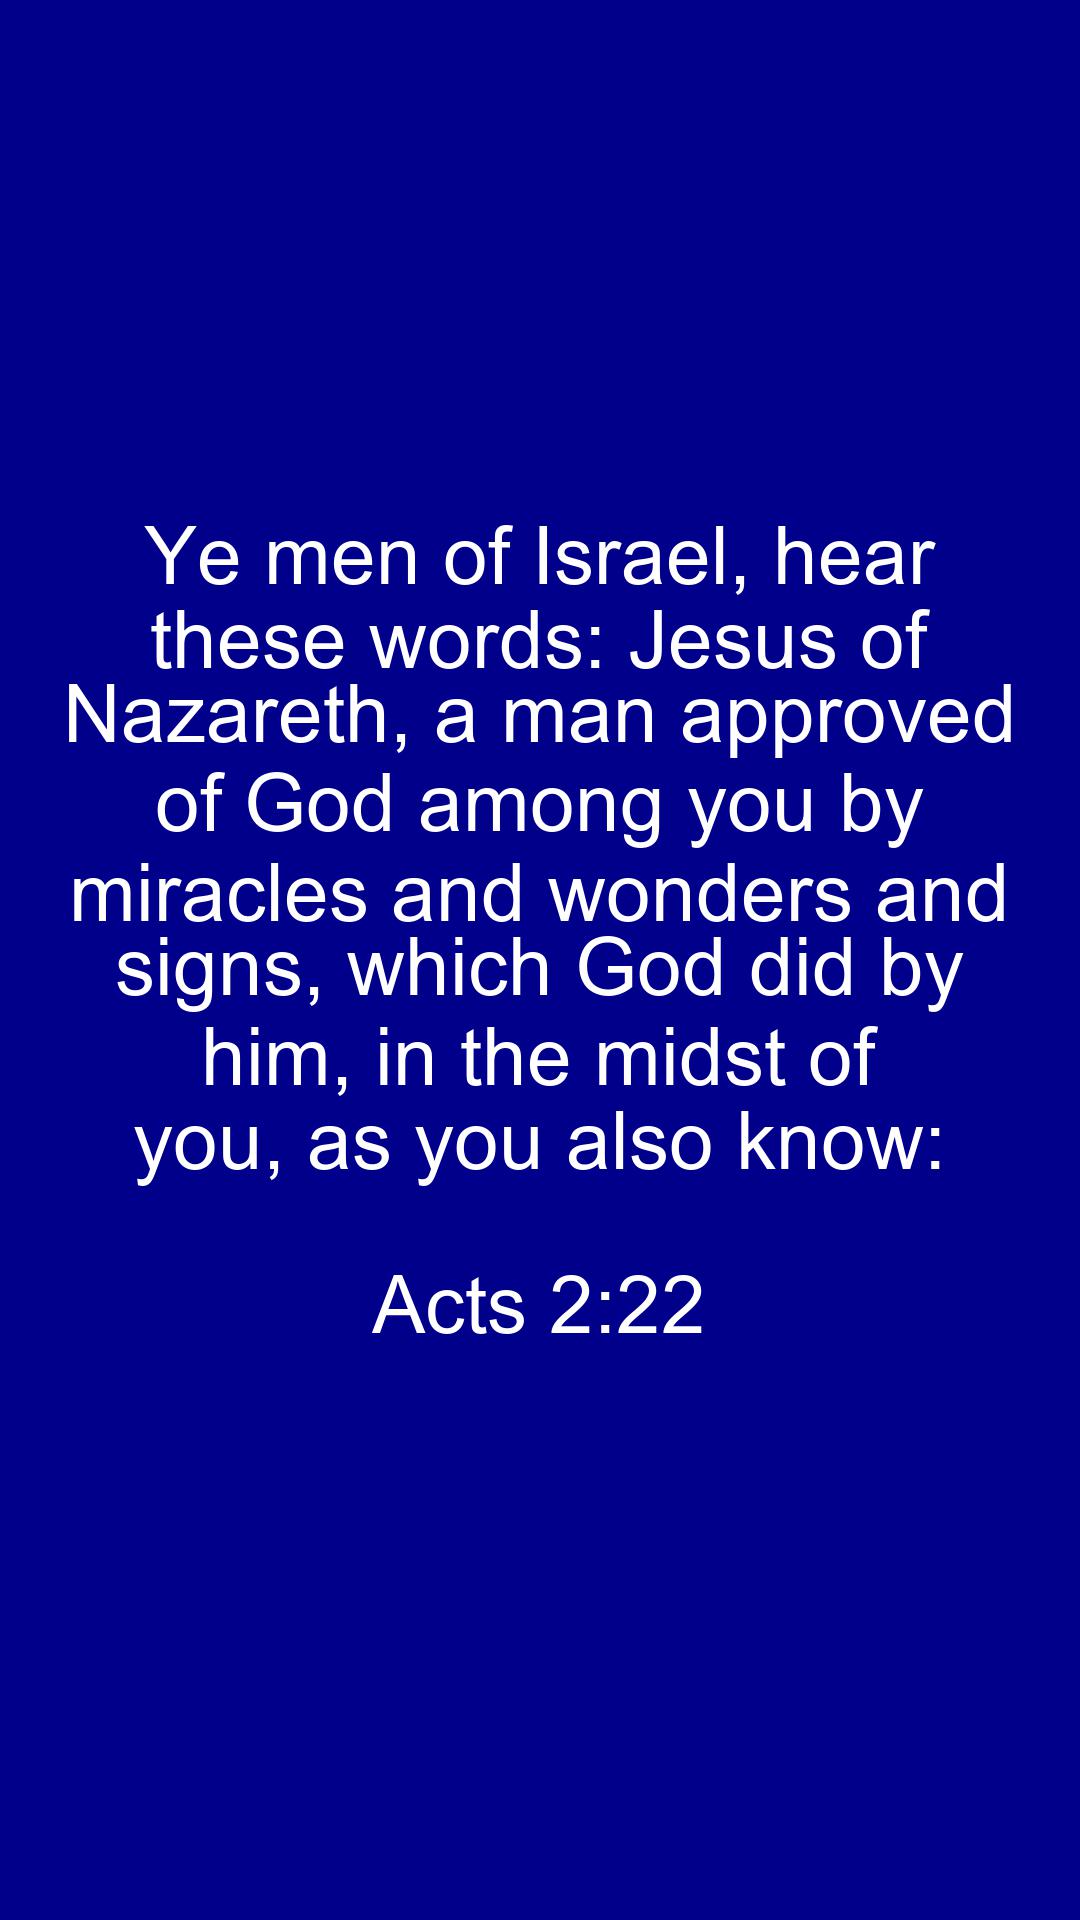 Ye men of Israel, hear
these words: Jesus of
Nazareth, a man approved
of God among you by
miracles and wonders and
signs, which God did by
him, in the midst of
you, as you also know:
Acts 2:22